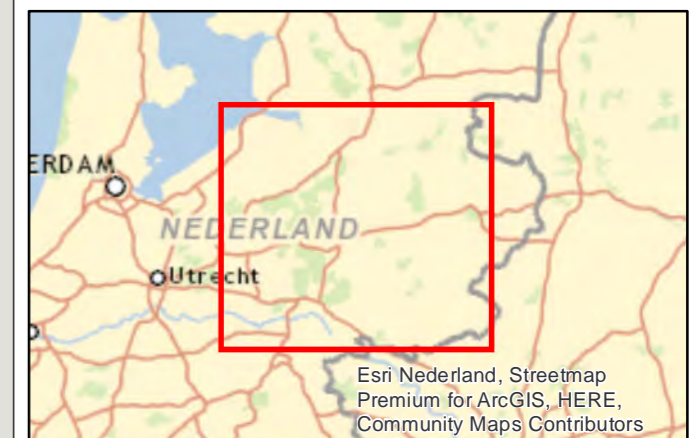 ERDAM
NEDERLAND
Utrecht
Esri Nederland, Streetmap
Premium for ArcGIS, HERE,
Community Maps Contributors